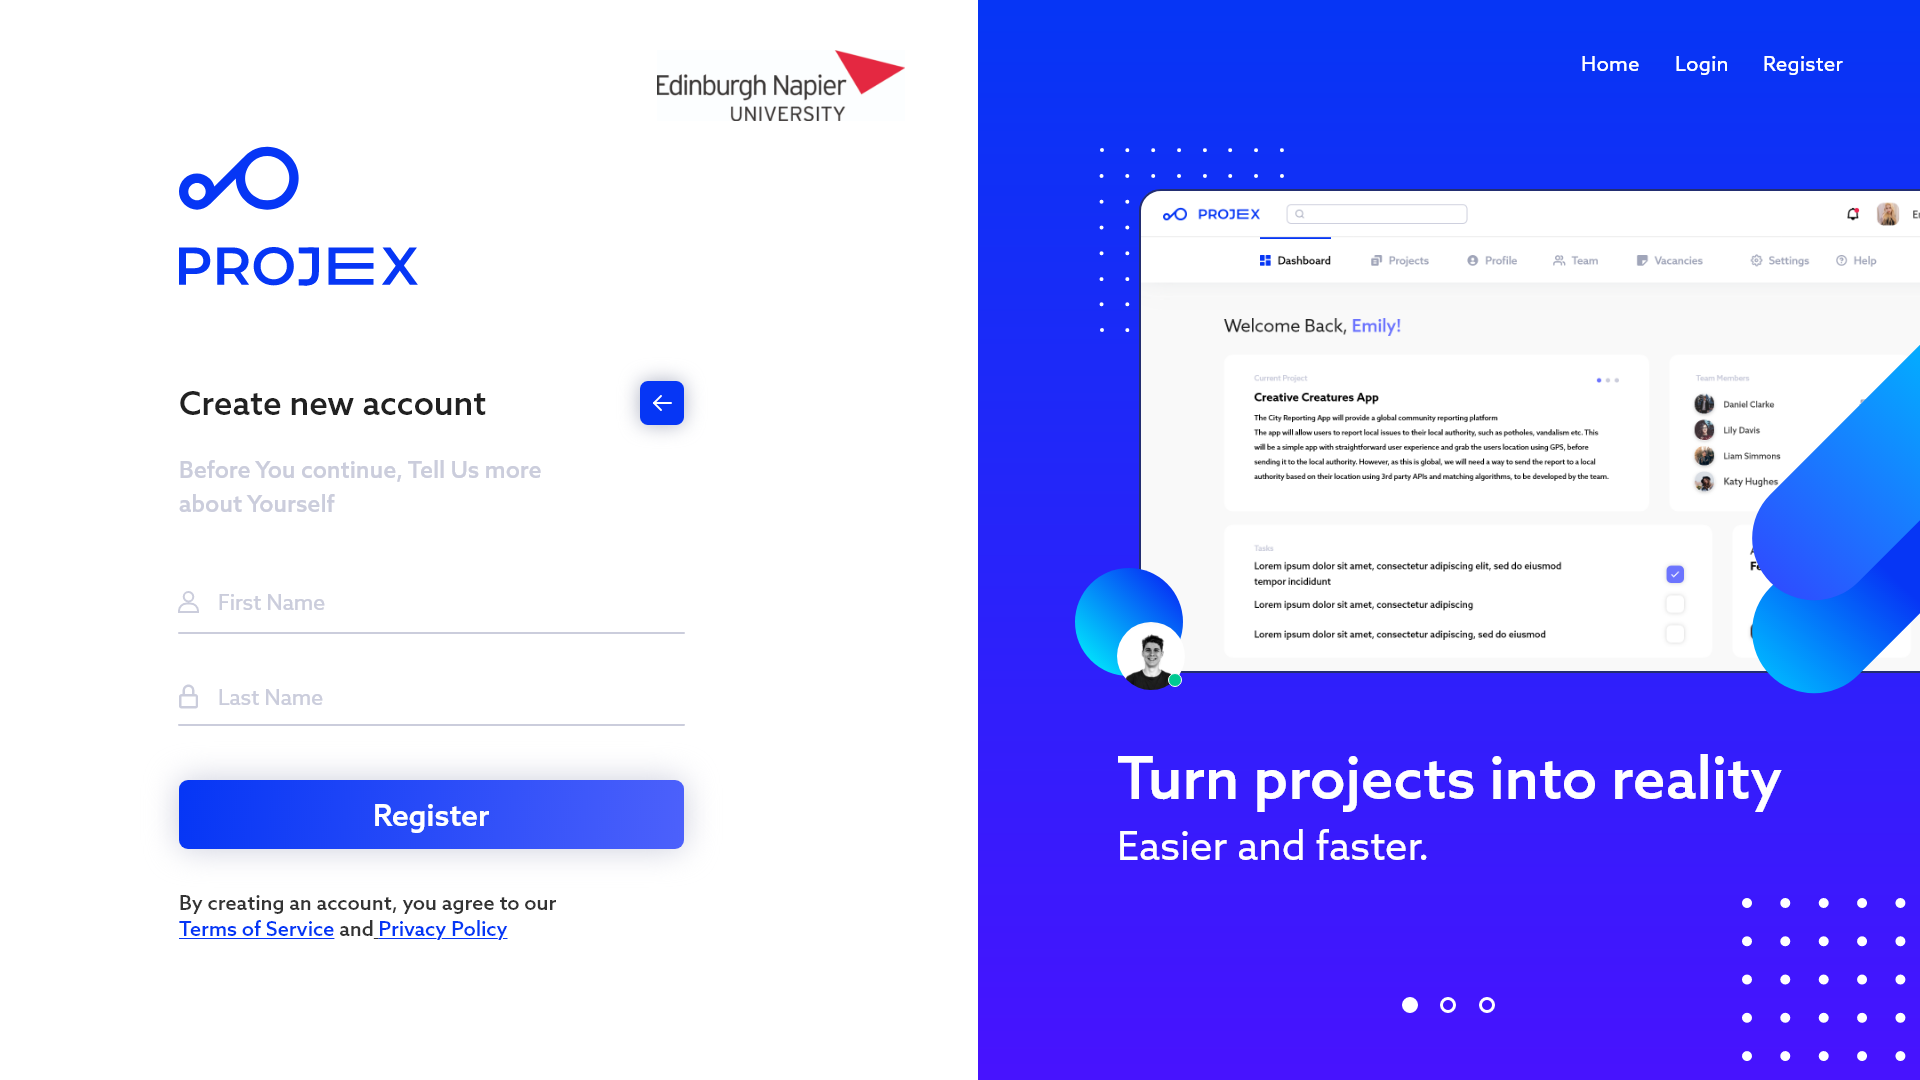 Edinburgh Napier
UNIVERSITY
PROJEX
Create new account
Before You continue, Tell Us more
about Yourself
First Name
Last Name
Register
By creating an account, you agree to our
Terms of Service and Privacy Policy
Home Login Register
PROJEX
Dashboard Projects Profile Team Vacancies Settings Help
Welcome Back, Emily!
Current Project
Creative Creatures App
The City Reporting App will provide a global community reporting platform
The app will allow users to report local issues to their local authority, such as potholes, vandalism etc. This
will be a simple app with straightforward user experience and grab the users location using GPS, before
sending it to the local authority. However, as this is global, we will need a way to send the report to a local
authority based on their location using 3rd party APIs and matching algorithms, to be developed by the team.
Team Members
Daniel Clarke
Lily Davis
Liam Simmons
Katy Hughes
Tasks
Lorem ipsum dolor sit amet, consectetur adipiscing elit, sed do eiusmod
tempor incididunt
Lorem ipsum dolor sit amet, consectetur adipiscing
Lorem ipsum dolor sit amet, consectetur adipiscing, sed do eiusmod
Turn projects into reality
Easier and faster.